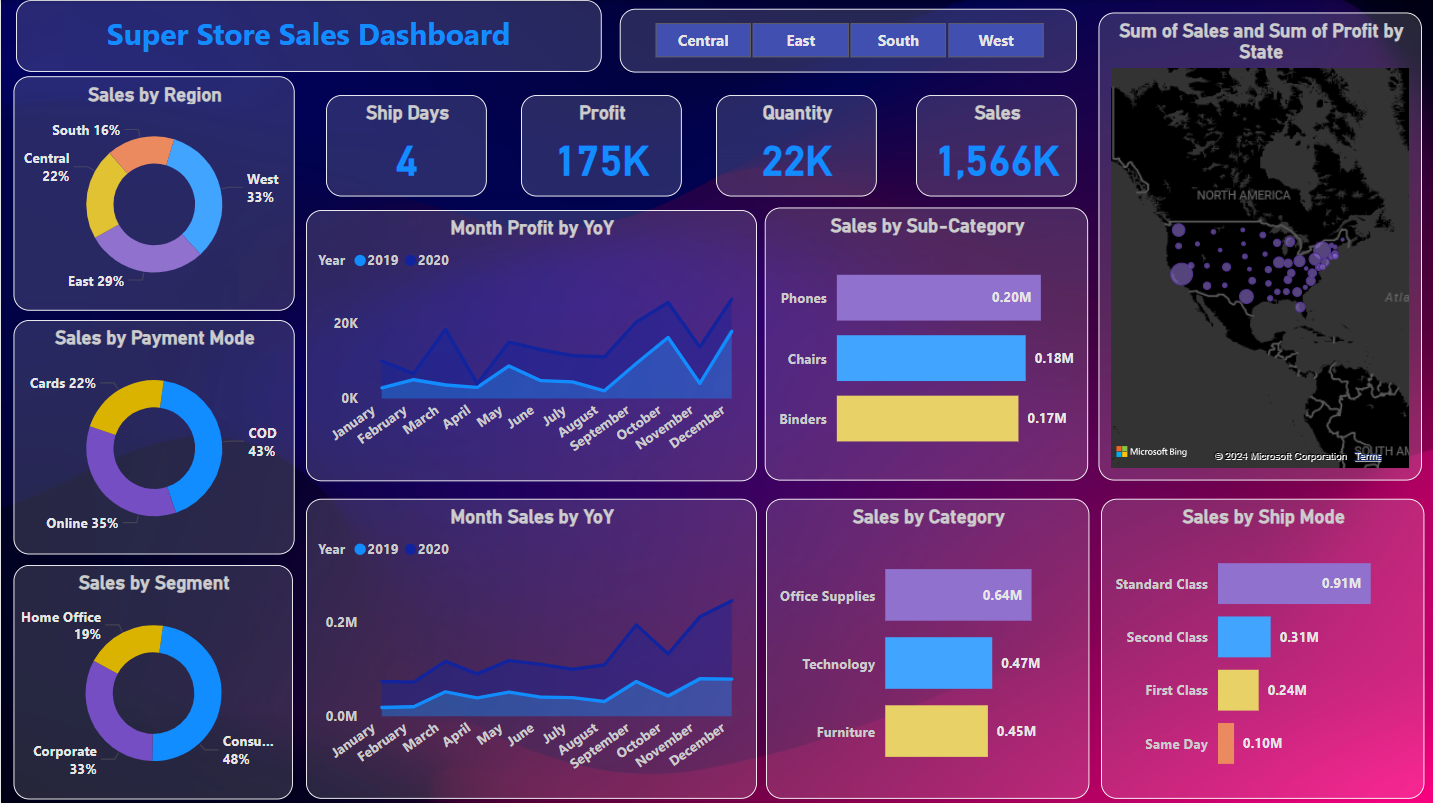 Super Store Sales Dashboard
Central
East
South
West
Sum of Sales and Sum of Profit by
State
Sales by Region
South 16%
Central
22%
West
33%
East 29%
Ship Days
4
Profit
175K
Quantity
22K
Sales
1,566K
NORTH AMERICA
Atla
SOUTH AM
Microsoft Bing
© 2024 Microsoft Corporation
Terms
Month Profit by YoY
Year 2019 2020
20K
0K
January
February
March
April
May
June
July
August
September
October
November
December
Sales by Sub-Category
Phones
0.20M
Chairs
0.18M
Binders
0.17M
Sales by Payment Mode
Cards 22%
COD
43%
Online 35%
Sales by Segment
Home Office
19%
Corporate
33%
Consu...
48%
Month Sales by YoY
Year 2019 2020
0.2M
0.0M
January
February
March
April
May
June
July
August
September
October
November
December
Sales by Category
Office Supplies
0.64M
Technology
0.47M
Furniture
0.45M
Sales by Ship Mode
Standard Class
0.91M
Second Class
0.31M
First Class
0.24M
Same Day
0.10M